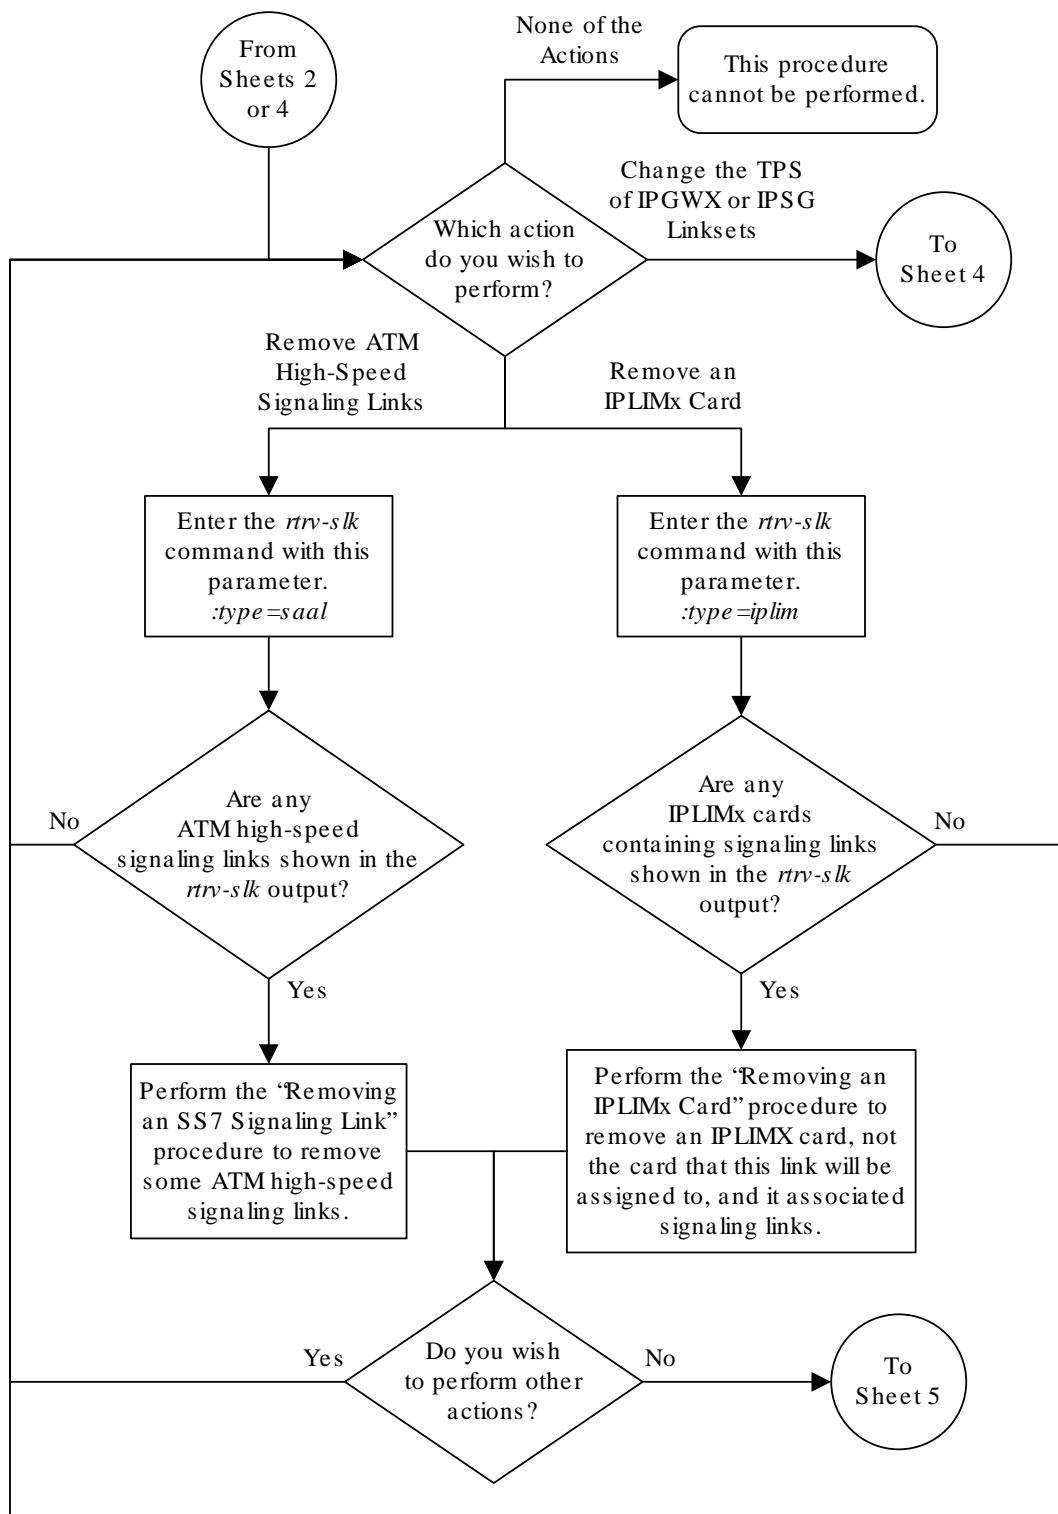 From
Sheets 2
or 4
None of the
Actions
This procedure
cannot be performed.
Which action
do you wish to
perform?
Change the TPS
of IPGWX or IPSG
Linksets
To
Sheet 4
Remove ATM
High-Speed
Signaling Links
Remove an
IPLIMx Card
Enter the rtrv-slk
command with this
parameter.
:type=saal
Enter the rtrv-slk
command with this
parameter.
:type=iplim
Are any
ATM high-speed
signaling links shown in the
rtrv-slk output?
No
Yes
Are any
IPLIMx cards
containing signaling links
shown in the rtrv-slk
output?
No
Yes
Perform the “Removing
an SS7 Signaling Link”
procedure to remove
some ATM high-speed
signaling links.
Perform the “Removing an
IPLIMx Card” procedure to
remove an IPLIMX card, not
the card that this link will be
assigned to, and it associated
signaling links.
Do you wish
to perform other
actions?
Yes
No
To
Sheet 5